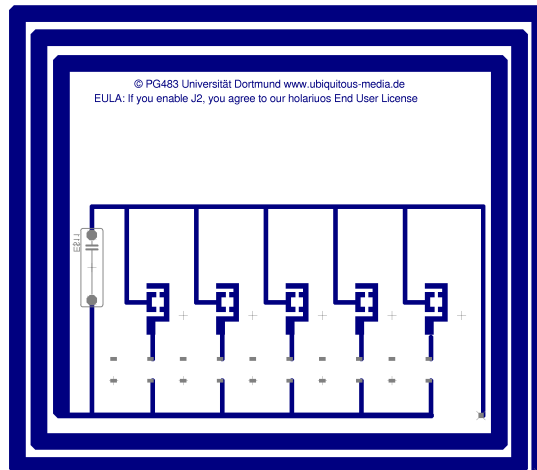 © PG483 Universität Dortmund www.ubiquitous-media.de
EULA: If you enable J2, you agree to our holariuos End User License